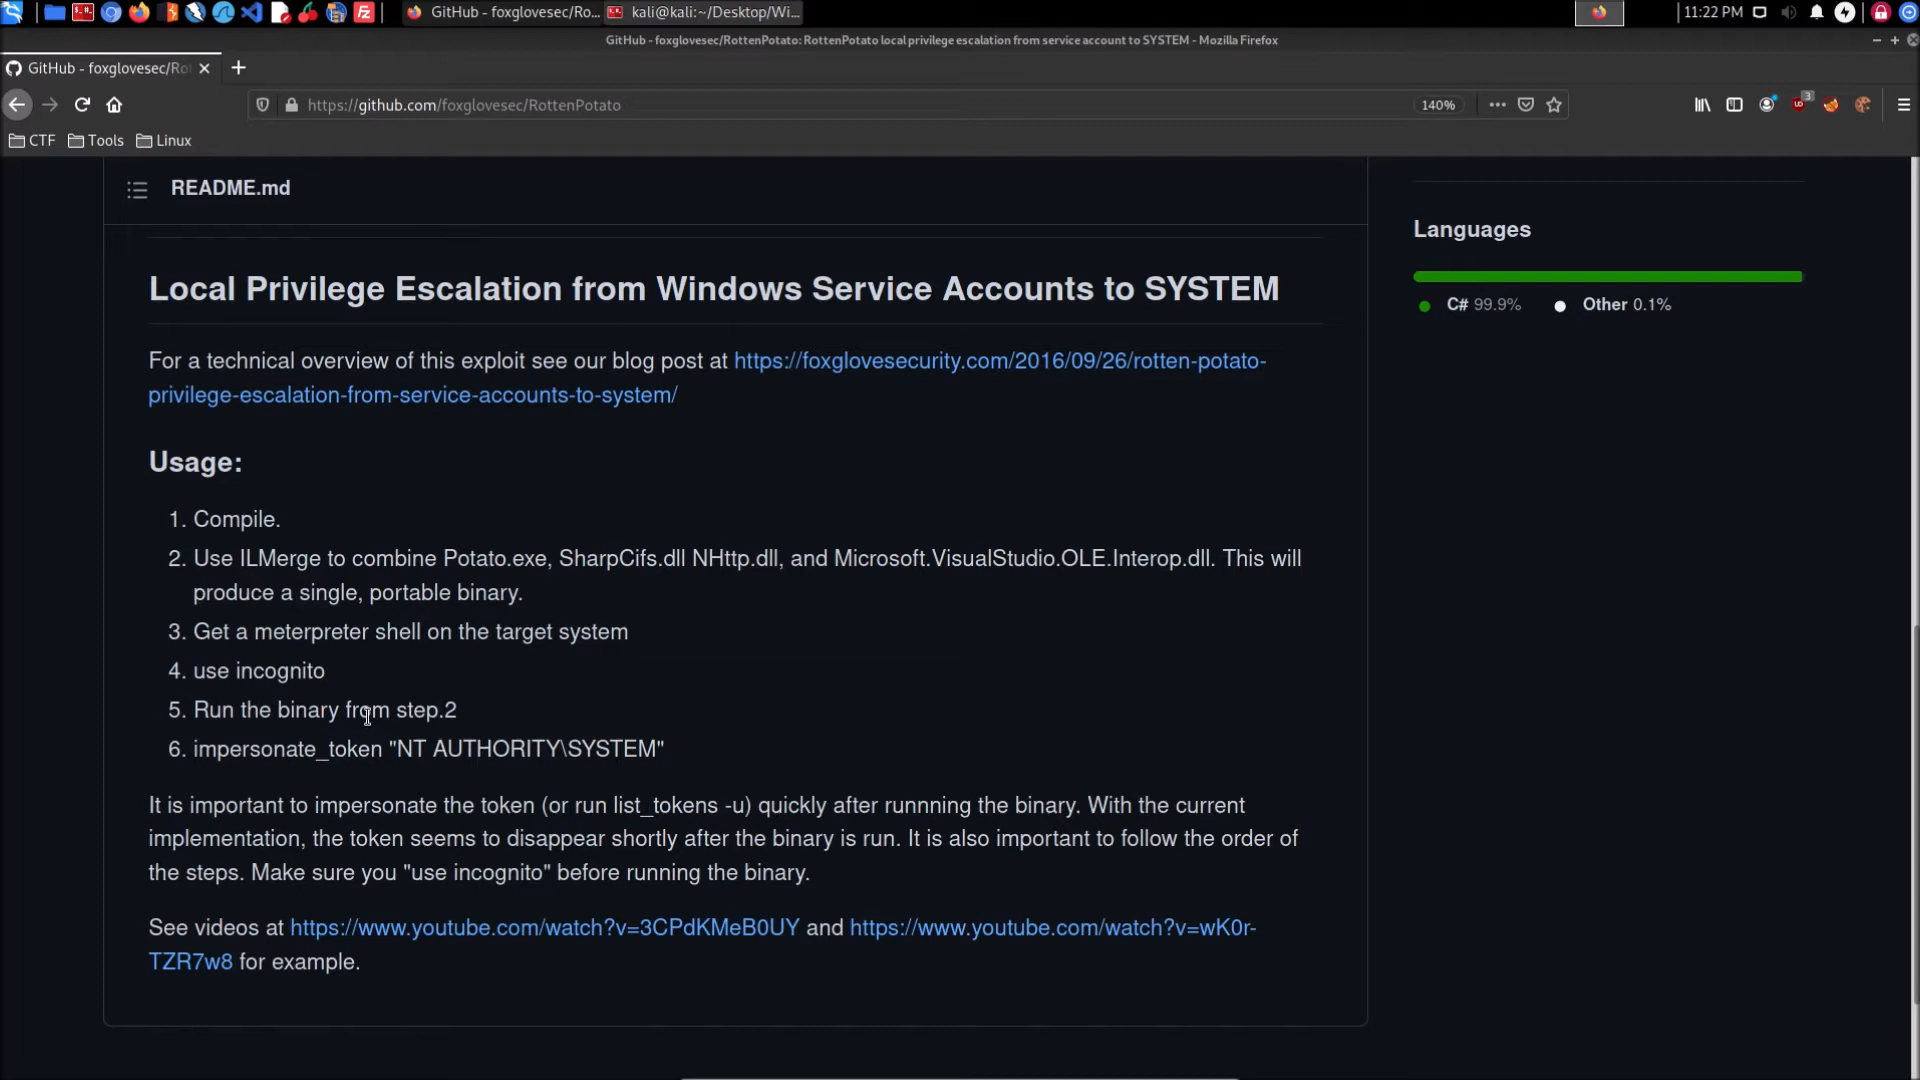 GitHub - foxglovesec/Ro...
kali@kali:~/Desktop/Wi...
11:22 PM
GitHub - foxglovesec/RottenPotato: RottenPotato local privilege escalation from service account to SYSTEM - Mozilla Firefox
GitHub - foxglovesec/Ro
https://github.com/foxglovesec/RottenPotato
140%
3
CTF
Tools
Linux
README.md
Languages
C# 99.9%
Other 0.1%
Local Privilege Escalation from Windows Service Accounts to SYSTEM
For a technical overview of this exploit see our blog post at https://foxglovesecurity.com/2016/09/26/rotten-potato-
privilege-escalation-from-service-accounts-to-system/
Usage:
1. Compile.
2. Use ILMerge to combine Potato.exe, SharpCifs.dll NHttp.dll, and Microsoft.VisualStudio.OLE.Interop.dll. This will
produce a single, portable binary.
3. Get a meterpreter shell on the target system
4. use incognito
5. Run the binary from step.2
6. impersonate_token "NT AUTHORITY\SYSTEM"
It is important to impersonate the token (or run list_tokens -u) quickly after runnning the binary. With the current
implementation, the token seems to disappear shortly after the binary is run. It is also important to follow the order of
the steps. Make sure you "use incognito" before running the binary.
See videos at https://www.youtube.com/watch?v=3CPdKMeB0UY and https://www.youtube.com/watch?v=wK0r-
TZR7w8 for example.